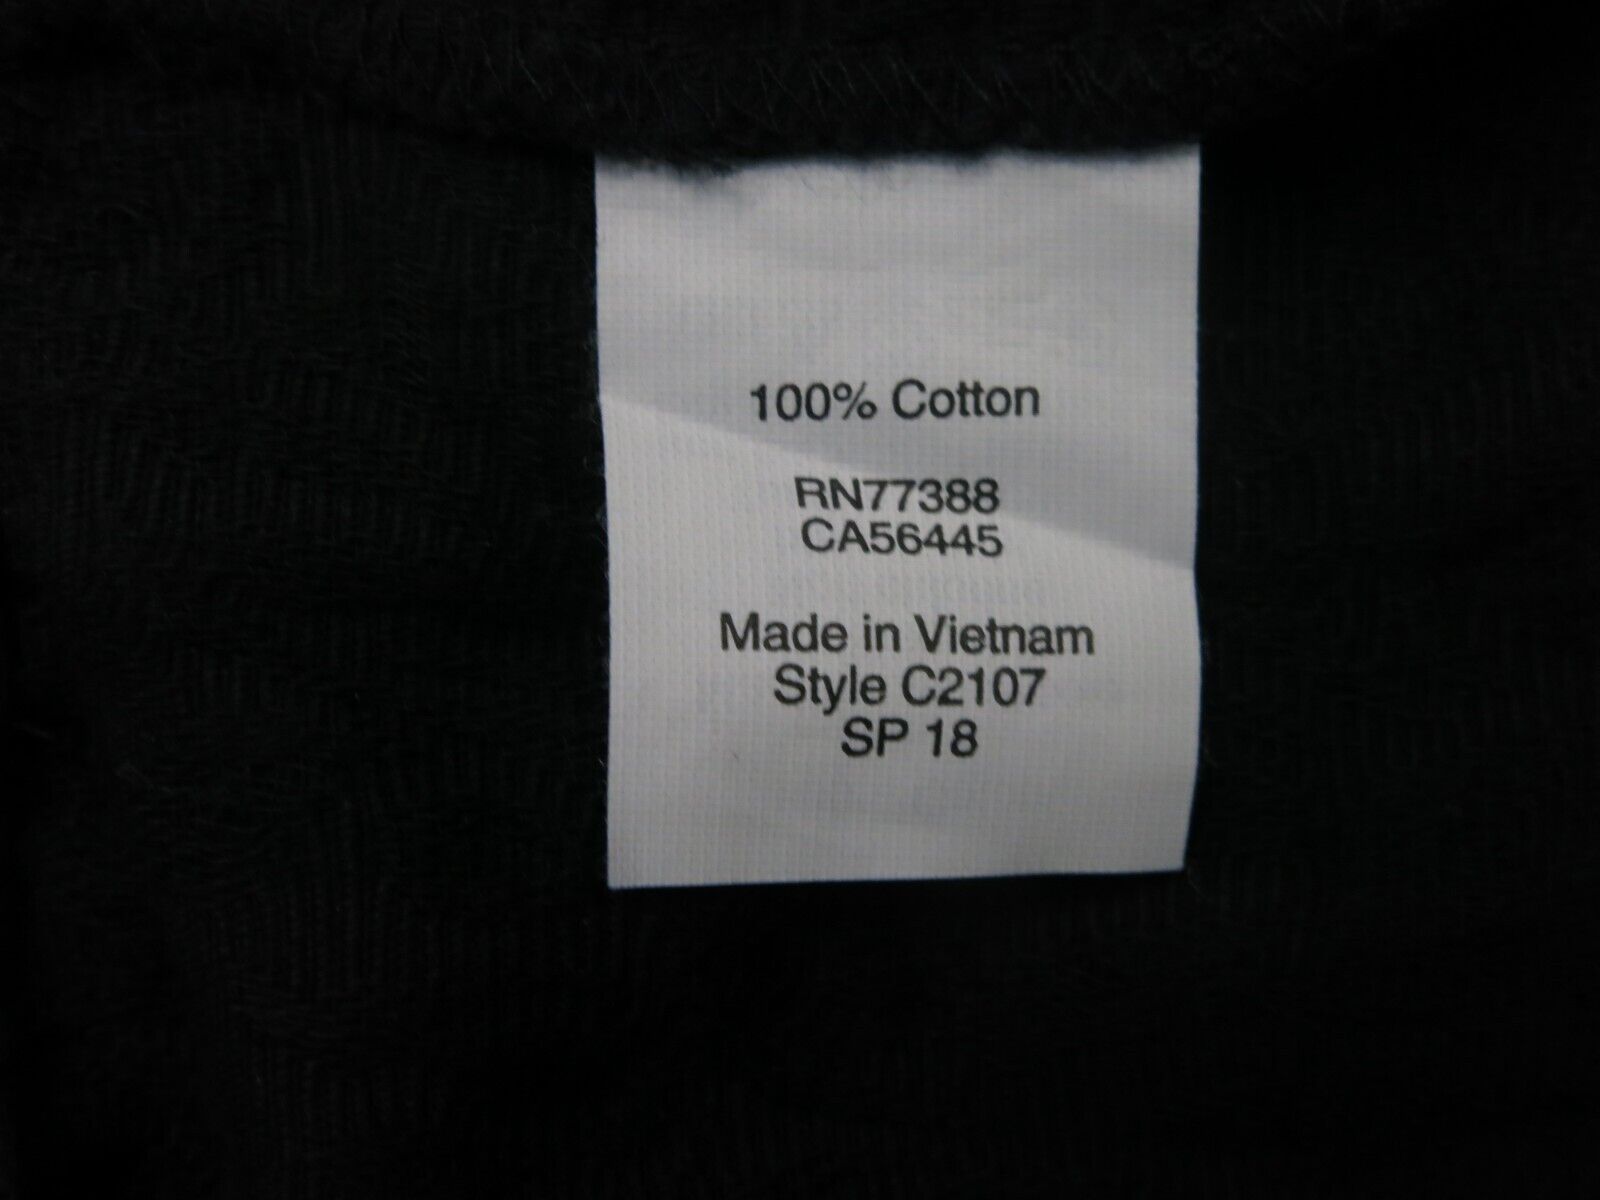 100% Cotton
RN77388
CA56445
Made in Vietnam
Style C2107
SP 18